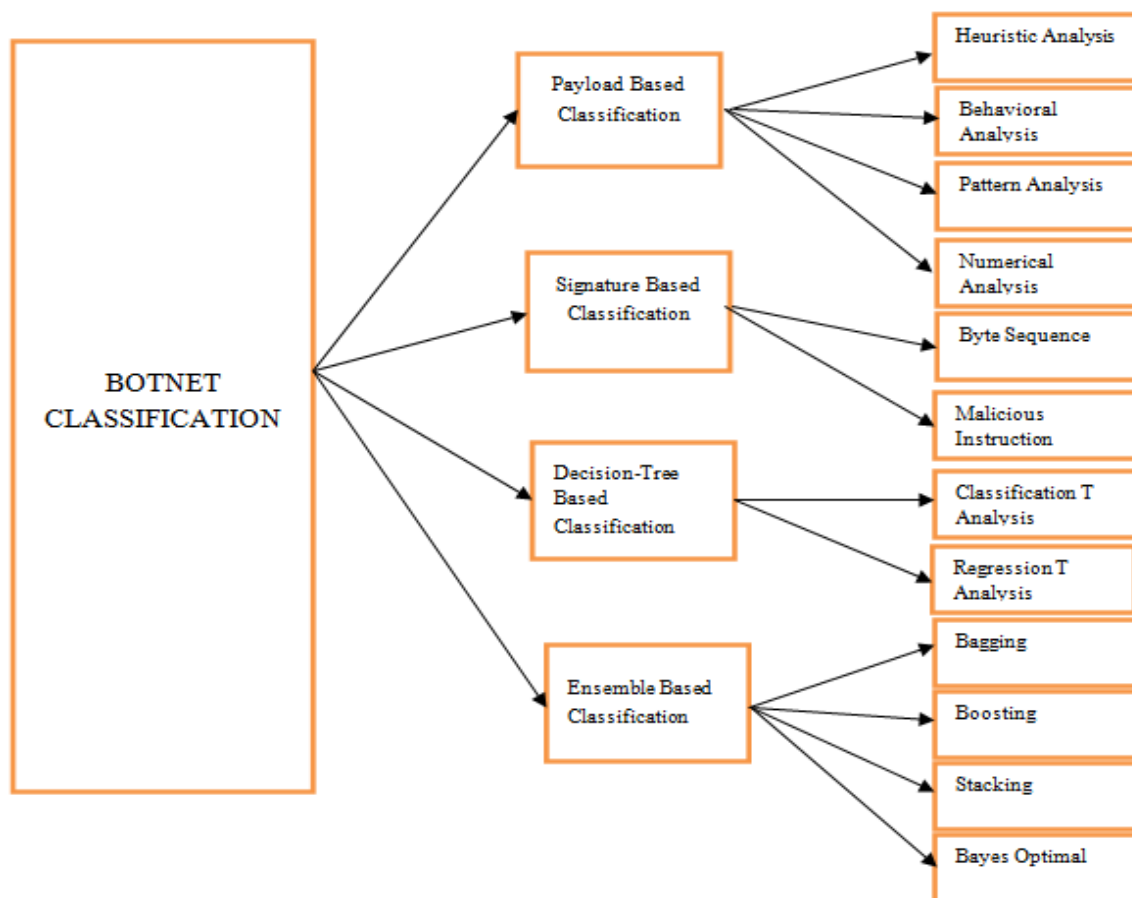 BOTNET
CLASSIFICATION
Payload Based
Classification
Heuristic Analysis
Behavioral
Analysis
Pattern Analysis
Numerical
Analysis
Signature Based
Classification
Byte Sequence
Malicious
Instruction
Decision-Tree
Based
Classification
Classification T
Analysis
Regression T
Analysis
Ensemble Based
Classification
Bagging
Boosting
Stacking
Bayes Optimal